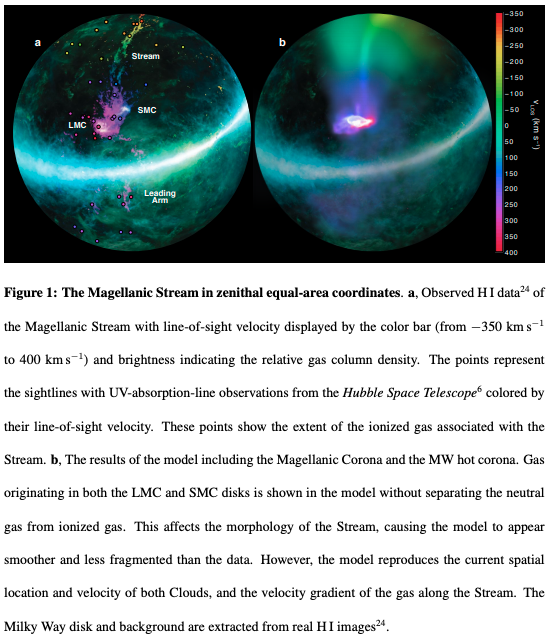 a
b
Stream
SMC
LMC
Leading
Arm
−350
−300
−250
−200
−150
−100
−50
0
50
100
150
200
250
300
350
400
vLOS (km s⁻¹)
Figure 1: The Magellanic Stream in zenithal equal-area coordinates. a, Observed H I data²⁴ of
the Magellanic Stream with line-of-sight velocity displayed by the color bar (from −350 km s⁻¹
to 400 km s⁻¹) and brightness indicating the relative gas column density. The points represent
the sightlines with UV-absorption-line observations from the Hubble Space Telescope⁶ colored by
their line-of-sight velocity. These points show the extent of the ionized gas associated with the
Stream. b, The results of the model including the Magellanic Corona and the MW hot corona. Gas
originating in both the LMC and SMC disks is shown in the model without separating the neutral
gas from ionized gas. This affects the morphology of the Stream, causing the model to appear
smoother and less fragmented than the data. However, the model reproduces the current spatial
location and velocity of both Clouds, and the velocity gradient of the gas along the Stream. The
Milky Way disk and background are extracted from real H I images²⁴.